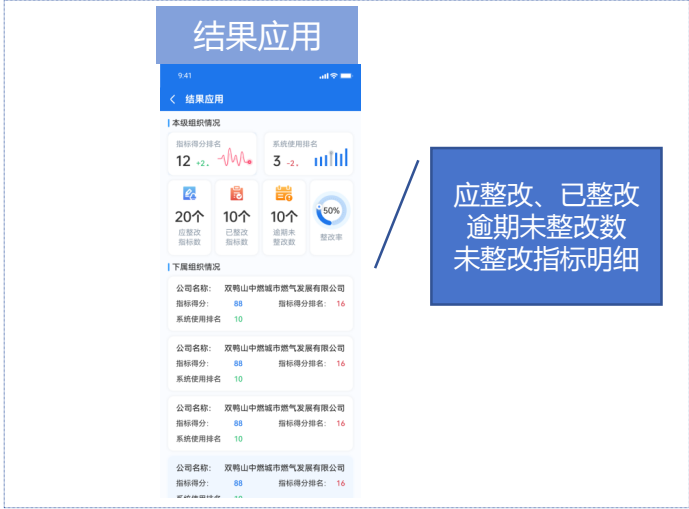 结果应用
9:41
结果应用
本级组织情况
指标得分排名
12 +2
系统使用排名
3 -2
20个
应整改
指标数
10个
已整改
指标数
10个
逾期未
整改数
50%
整改率
下属组织情况
公司名称: 双鸭山中燃城市燃气发展有限公司
指标得分: 88 指标得分排名: 16
系统使用排名 10
公司名称: 双鸭山中燃城市燃气发展有限公司
指标得分: 88 指标得分排名: 16
系统使用排名 10
公司名称: 双鸭山中燃城市燃气发展有限公司
指标得分: 88 指标得分排名: 16
系统使用排名 10
公司名称: 双鸭山中燃城市燃气发展有限公司
指标得分: 88 指标得分排名: 16
应整改、已整改
逾期未整改数
未整改指标明细